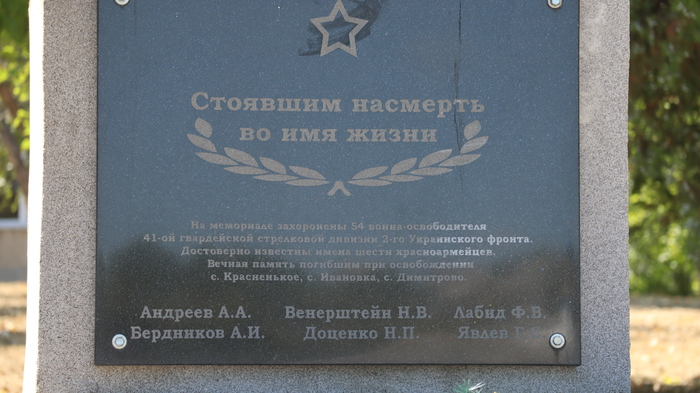 Стоявшим насмерть
во имя жизни
На мемориале захоронены 54 воина-освободителя
41-ой гвардейской стрелковой дивизии 2-го Украинского фронта.
Достоверно известны имена шести красноармейцев.
Вечная память погибшим при освобождении
с. Красненькое, с. Ивановка, с. Димитрово.
Андреев А.А. Венерштейн Н.В. Лабид Ф.В.
Бердников А.И. Доценко Н.П. Явлев